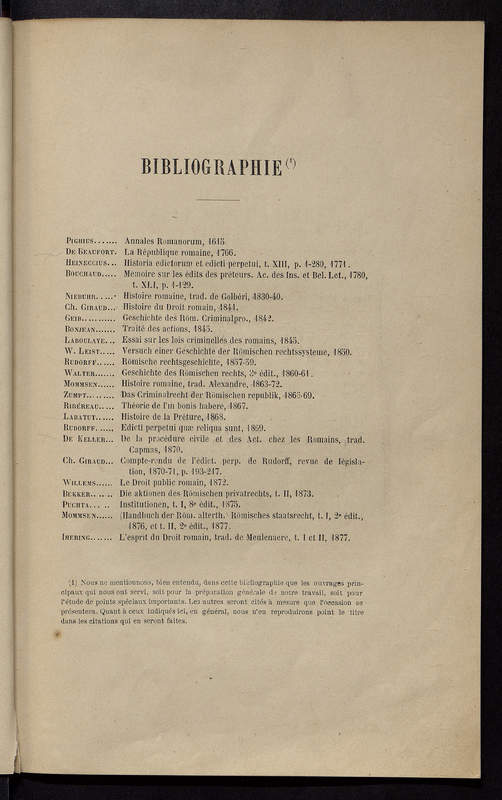 BIBLIOGRAPHIE (1)
PIGHIUS....... Annales Romanorum, 1615.
DE BEAUFORT. La République romaine, 1766.
HEINECCIUS... Historia edictorum et edicti perpetui, t. XIII, p. 1-280, 1771.
BOUCHAUD..... Mémoire sur les édits des préteurs. Ac. des Ins. et Bel. Let., 1780,
t. XLI, p. 1-129.
NIEBUHR...... Histoire romaine, trad. de Golbéri, 1830-40.
CH. GIRAUD... Histoire du Droit romain, 1841.
GEIB........... Geschichte des Röm. Criminalpro., 1842.
BONJEAN....... Traité des actions, 1845.
LABOULAYE... Essai sur les lois criminelles des romains, 1845.
W. LEIST..... Versuch einer Geschichte der Römischen rechtssysteme, 1850.
RUDORFF..... Römische rechtsgeschichte, 1857-59.
WALTER....... Geschichte des Römischen rechts, 3e édit., 1860-61.
MOMMSEN...... Histoire romaine, trad. Alexandre, 1863-72.
ZUMPT......... Das Criminalrecht der Römischen republik, 1865-69.
RIBÉREAU..... Théorie de l'in bonis habere, 1867.
LABATUT...... Histoire de la Préture, 1868.
RUDORFF. .... Edicti perpetui quæ reliqua sunt, 1869.
DE KELLER... De la procédure civile et des Act. chez les Romains, trad.
Capmas, 1870.
CH. GIRAUD... Compte-rendu de l'édict. perp. de Rudorff, revue de législa-
tion, 1870-71, p. 193-247.
WILLEMS...... Le Droit public romain, 1872.
BEKKER...... Die aktionen des Römischen privatrechts, t. II, 1873.
PUCHTA... .. Institutionen, t. I, 8e édit., 1875.
MOMMSEN...... (Handbuch der Röm. alterth.) Römisches staatsrecht, t. I, 2e édit.,
1876, et t. II, 2e édit., 1877.
IHERING....... L'esprit du Droit romain, trad. de Meulenaere, t. I et II, 1877.
(1) Nous ne mentionnons, bien entendu, dans cette bibliographie que les ouvrages prin-
cipaux qui nous ont servi, soit pour la préparation générale de notre travail, soit pour
l'étude de points spéciaux importants. Les autres seront cités à mesure que l'occasion se
présentera. Quant à ceux indiqués ici, en général, nous n'en reproduirons point le titre
dans les citations qui en seront faites.